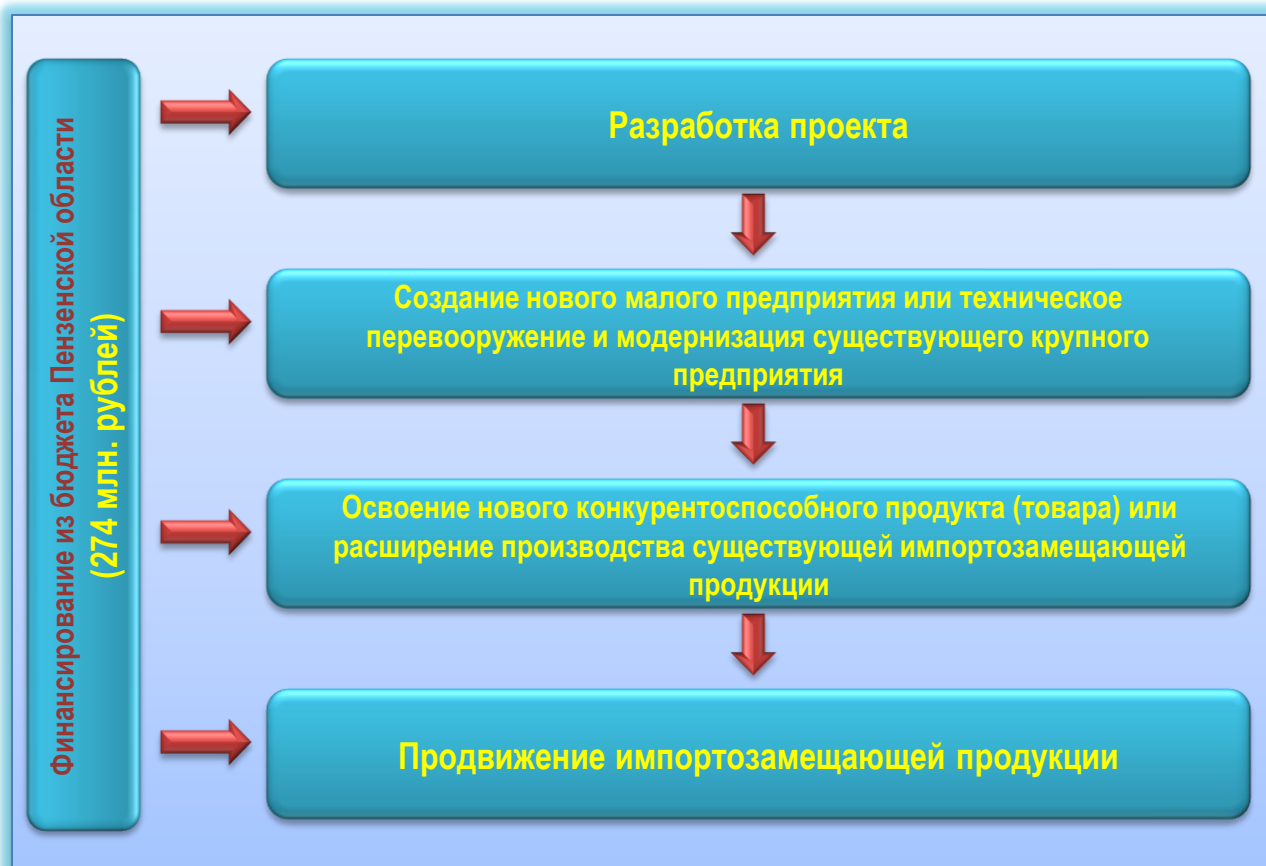 Финансирование из бюджета Пензенской области
(274 млн. рублей)
Разработка проекта
Создание нового малого предприятия или техническое
перевооружение и модернизация существующего крупного
предприятия
Освоение нового конкурентоспособного продукта (товара) или
расширение производства существующей импортозамещающей
продукции
Продвижение импортозамещающей продукции